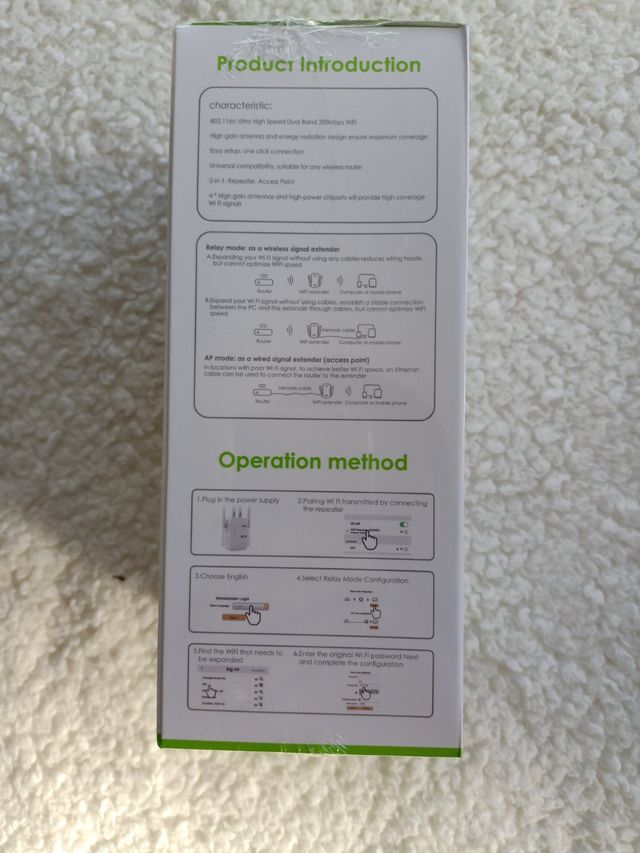 Product Introduction
characteristic:
802.11ac Ultra High Speed Dual Band 300Mbps WiFi
High gain antenna and energy radiation design ensure maximum coverage
Easy setup, one click connection
Universal compatibility, suitable for any wireless router
2-in-1: Repeater, Access Point
4 * High gain antennas and high-power chipsets will provide high coverage
Wi Fi signals
Relay mode: as a wireless signal extender
A.Expanding your Wi Fi signal without using any cables reduces wiring hassle,
but cannot optimize WiFi speed
Router WiFi extender Computer or mobile phone
B.Expand your Wi Fi signal without using cables, establish a stable connection
between the PC and the extender through cables, but cannot optimize WiFi
speed
Network cable
Router WiFi extender Computer or mobile phone
AP mode: as a wired signal extender (access point)
In locations with poor Wi Fi signal, to achieve better Wi Fi speed, an Ethernet
cable can be used to connect the router to the extender
Network cable
Router WiFi extender Computer or mobile phone
Operation method
1.Plug in the power supply
2.Pairing Wi Fi transmitted by connecting
the repeater
WLAN
3.Choose English
Administrator Login
4.Select Relay Mode Configuration
5.Find the WiFi that needs to
be expanded
log on
6.Enter the original Wi Fi password Next
and complete the configuration